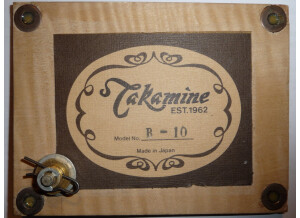 Takamine
EST. 1962
Model No. B-10
Made in Japan